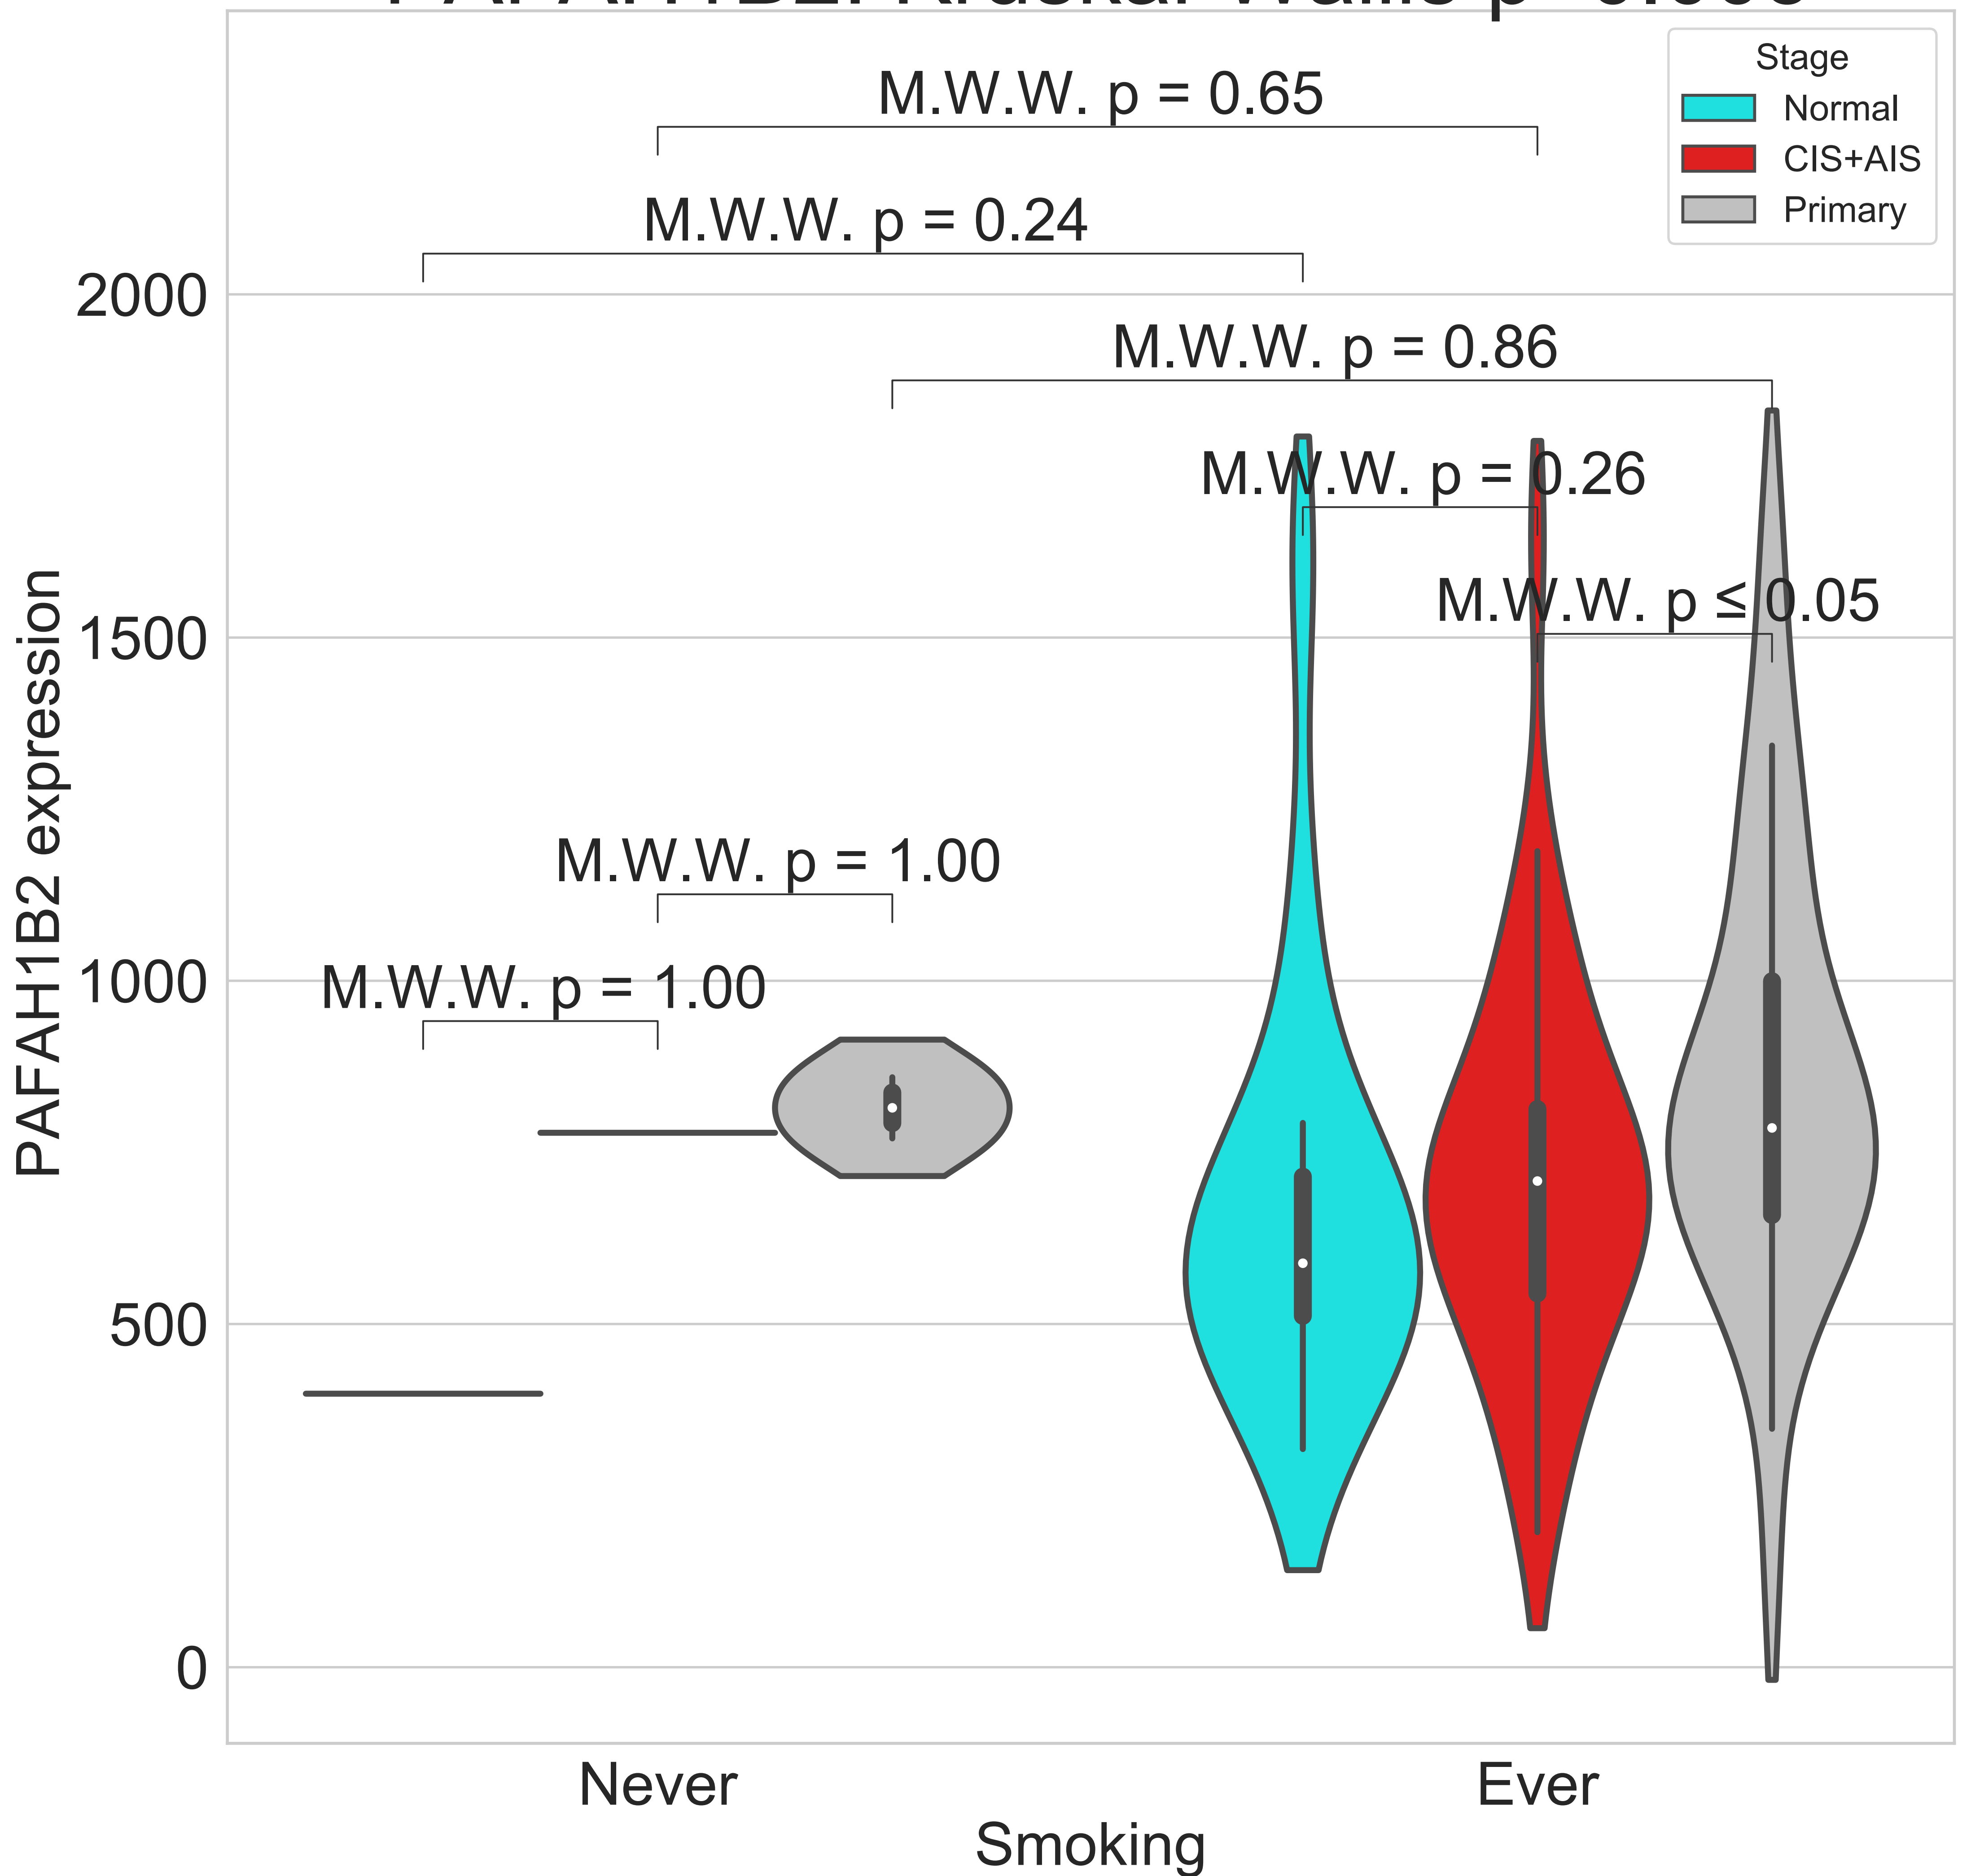 Stage
Normal
CIS+AIS
Primary
M.W.W. p = 0.65
M.W.W. p = 0.24
M.W.W. p = 0.86
M.W.W. p = 0.26
M.W.W. p ≤ 0.05
M.W.W. p = 1.00
M.W.W. p = 1.00
PAFAH1B2 expression
2000
1500
1000
500
0
Never
Ever
Smoking